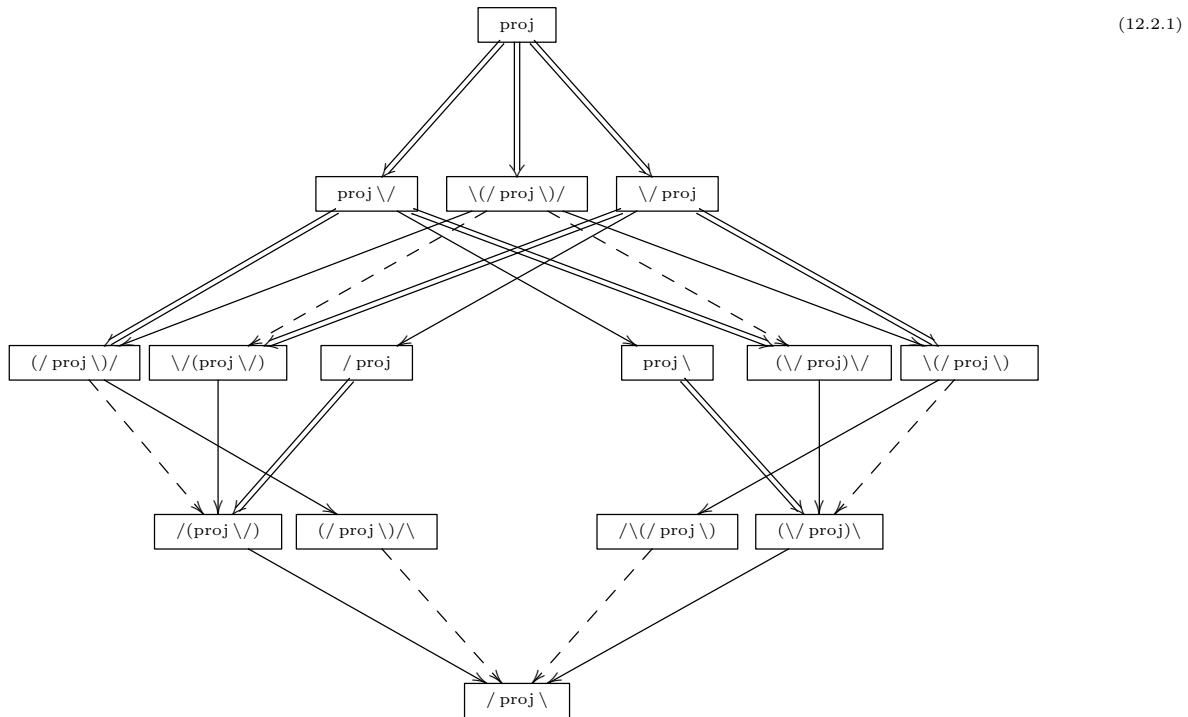 proj (12.2.1)
proj \/ \(/ proj \)/ \/ proj
(/ proj \)/ \/(proj \/) / proj proj \ (\/ proj)\/ \(/ proj \)
/(proj \/) (/ proj \)/\ /\(/ proj \) (\/ proj)\
/ proj \